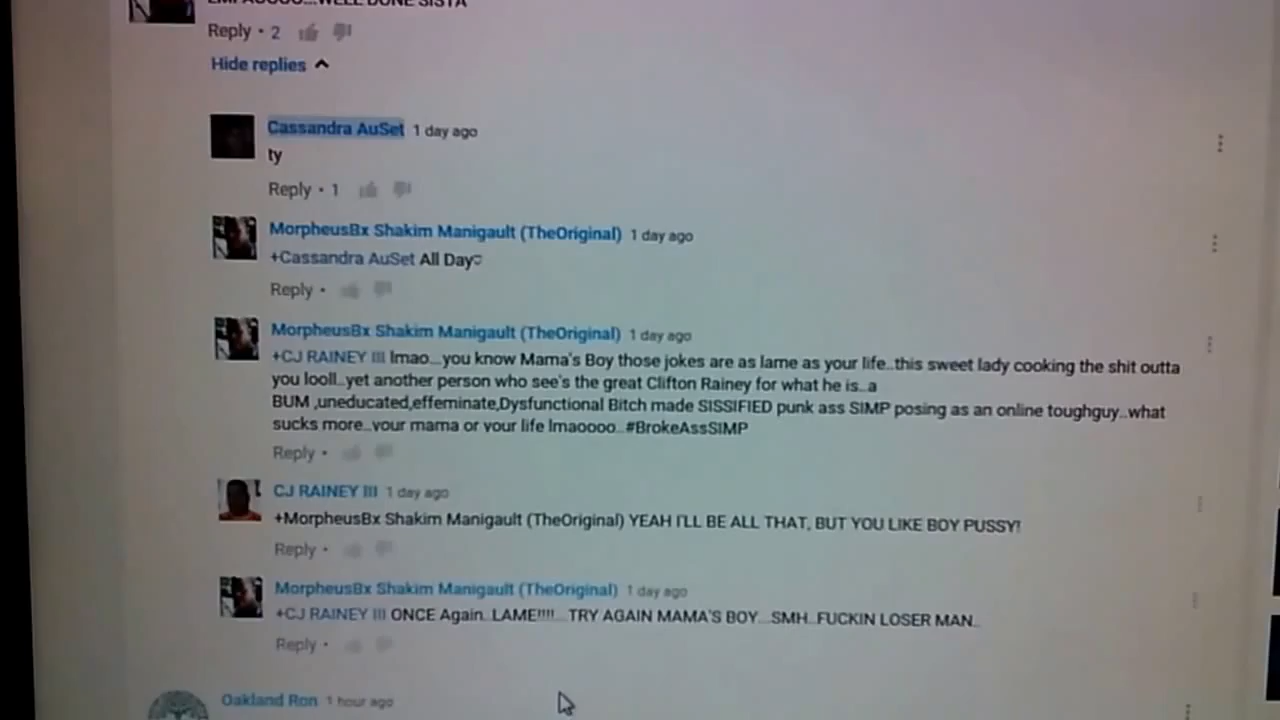 WELL DONE SISTA
Reply • 2
Hide replies
Cassandra AuSet 1 day ago
ty
Reply • 1
MorpheusBx Shakim Manigault (TheOriginal) 1 day ago
+Cassandra AuSet All Day♡
Reply •
MorpheusBx Shakim Manigault (TheOriginal) 1 day ago
+CJ RAINEY III lmao...you know Mama's Boy those jokes are as lame as your life..this sweet lady cooking the shit outta
you looll..yet another person who see's the great Clifton Rainey for what he is..a
BUM ,uneducated,effeminate,Dysfunctional Bitch made SISSIFIED punk ass SIMP posing as an online toughguy..what
sucks more..your mama or your life lmaoooo..#BrokeAssSIMP
Reply •
CJ RAINEY III 1 day ago
+MorpheusBx Shakim Manigault (TheOriginal) YEAH I'LL BE ALL THAT, BUT YOU LIKE BOY PUSSY!
Reply •
MorpheusBx Shakim Manigault (TheOriginal) 1 day ago
+CJ RAINEY III ONCE Again..LAME!!!!...TRY AGAIN MAMA'S BOY...SMH..FUCKIN LOSER MAN..
Reply •
Oakland Ron 1 hour ago